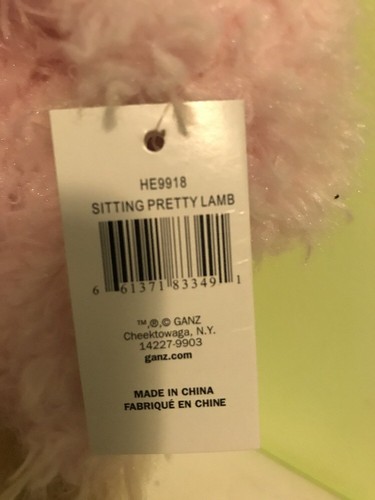 HE9918
SITTING PRETTY LAMB
6 61371 83349 1
™,®,© GANZ
Cheektowaga, N.Y.
14227-9903
ganz.com
MADE IN CHINA
FABRIQUÉ EN CHINE